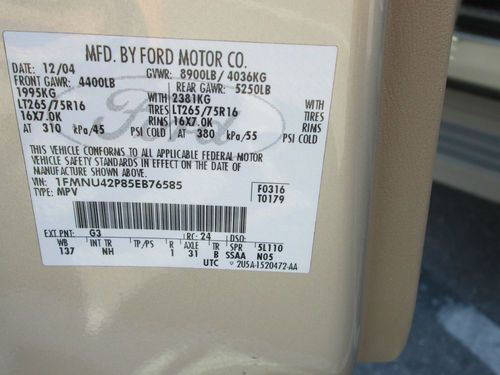 MFD. BY FORD MOTOR CO.
DATE: 12/04 GVWR: 8900LB/ 4036KG
FRONT GAWR: 4400LB REAR GAWR: 5250LB
1995KG 2381KG
LT265/75R16 TIRES LT265/75R16 TIRES
16X7.0K RIMS 16X7.0K RIMS
AT 310 kPa/45 PSI COLD AT 380 kPa/55 PSI COLD
Ford
THIS VEHICLE CONFORMS TO ALL APPLICABLE FEDERAL MOTOR
VEHICLE SAFETY STANDARDS IN EFFECT ON THE DATE OF
MANUFACTURE SHOWN ABOVE.
VIN: 1FMNU42P85EB76585 F0316
TYPE: MPV T0179
EXT PNT: G3 RC: 24 DSO:
WB INT TR TP/PS R AXLE TR SPR 5L110
137 NH 1 31 B SSAA N05
UTC 2U5A-1520472-AA